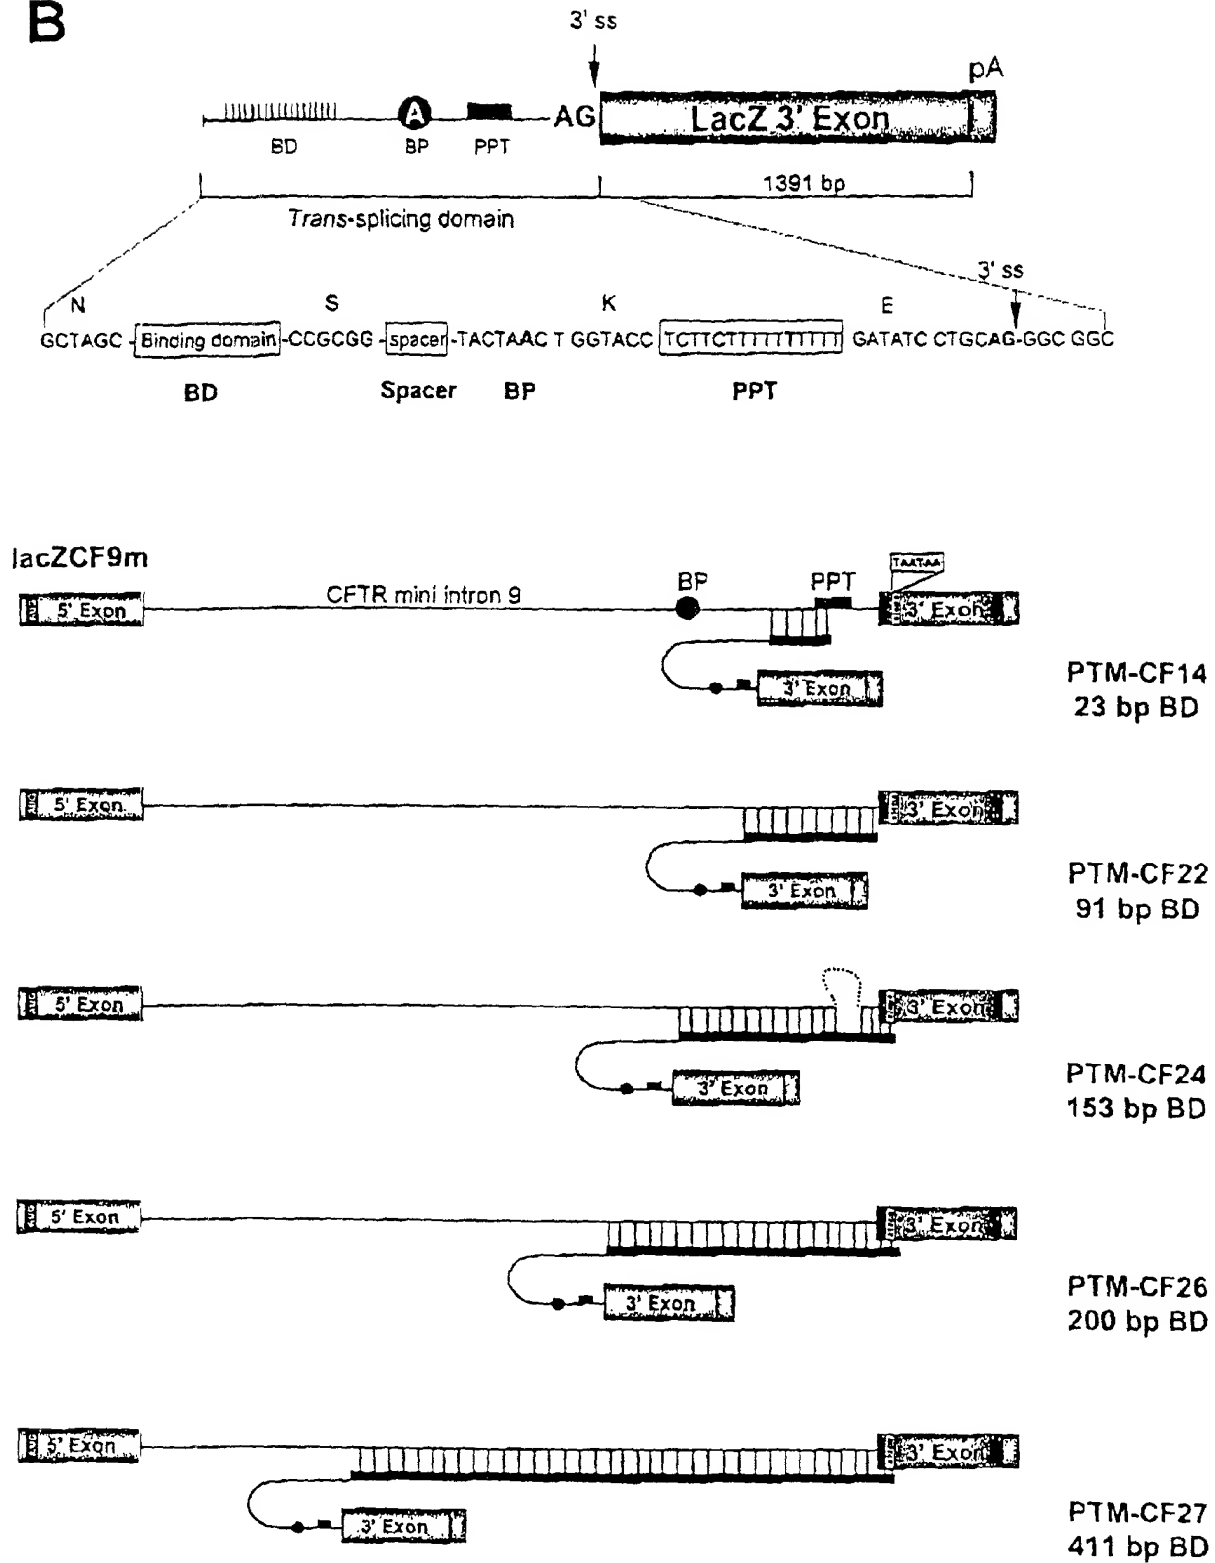 B
3' ss
pA
A
AG
LacZ 3' Exon
BD
BP
PPT
1391 bp
Trans-splicing domain
3' ss
N
S
K
E
GCTAGC - Binding domain -CCGCGG - spacer -TACTAAC T GGTACC TCTTCTTTTTTTTTT GATATC CTGCAG-GGC GGC
BD
Spacer
BP
PPT
lacZCF9m
5' Exon
CFTR mini intron 9
BP
PPT
TAATAA
3' Exon
3' Exon
PTM-CF14
23 bp BD
5' Exon
3' Exon
3' Exon
PTM-CF22
91 bp BD
5' Exon
3' Exon
3' Exon
PTM-CF24
153 bp BD
5' Exon
3' Exon
3' Exon
PTM-CF26
200 bp BD
5' Exon
3' Exon
3' Exon
PTM-CF27
411 bp BD